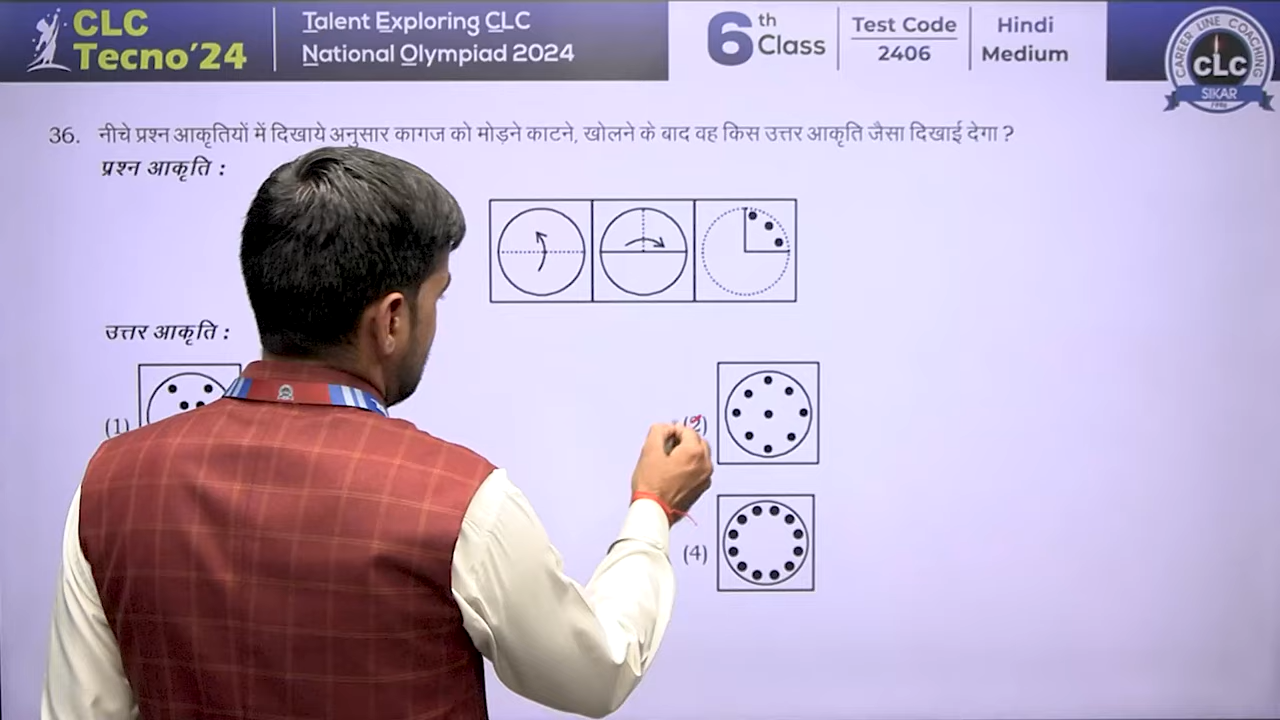 CLC
Tecno'24
Talent Exploring CLC
National Olympiad 2024
6th Class
Test Code
2406
Hindi
Medium
CAREER LINE COACHING
CLC
SIKAR
1996
36. नीचे प्रश्न आकृतियों में दिखाये अनुसार कागज को मोड़ने काटने, खोलने के बाद वह किस उत्तर आकृति जैसा दिखाई देगा ?
प्रश्न आकृति :
उत्तर आकृति :
(1)
(4)